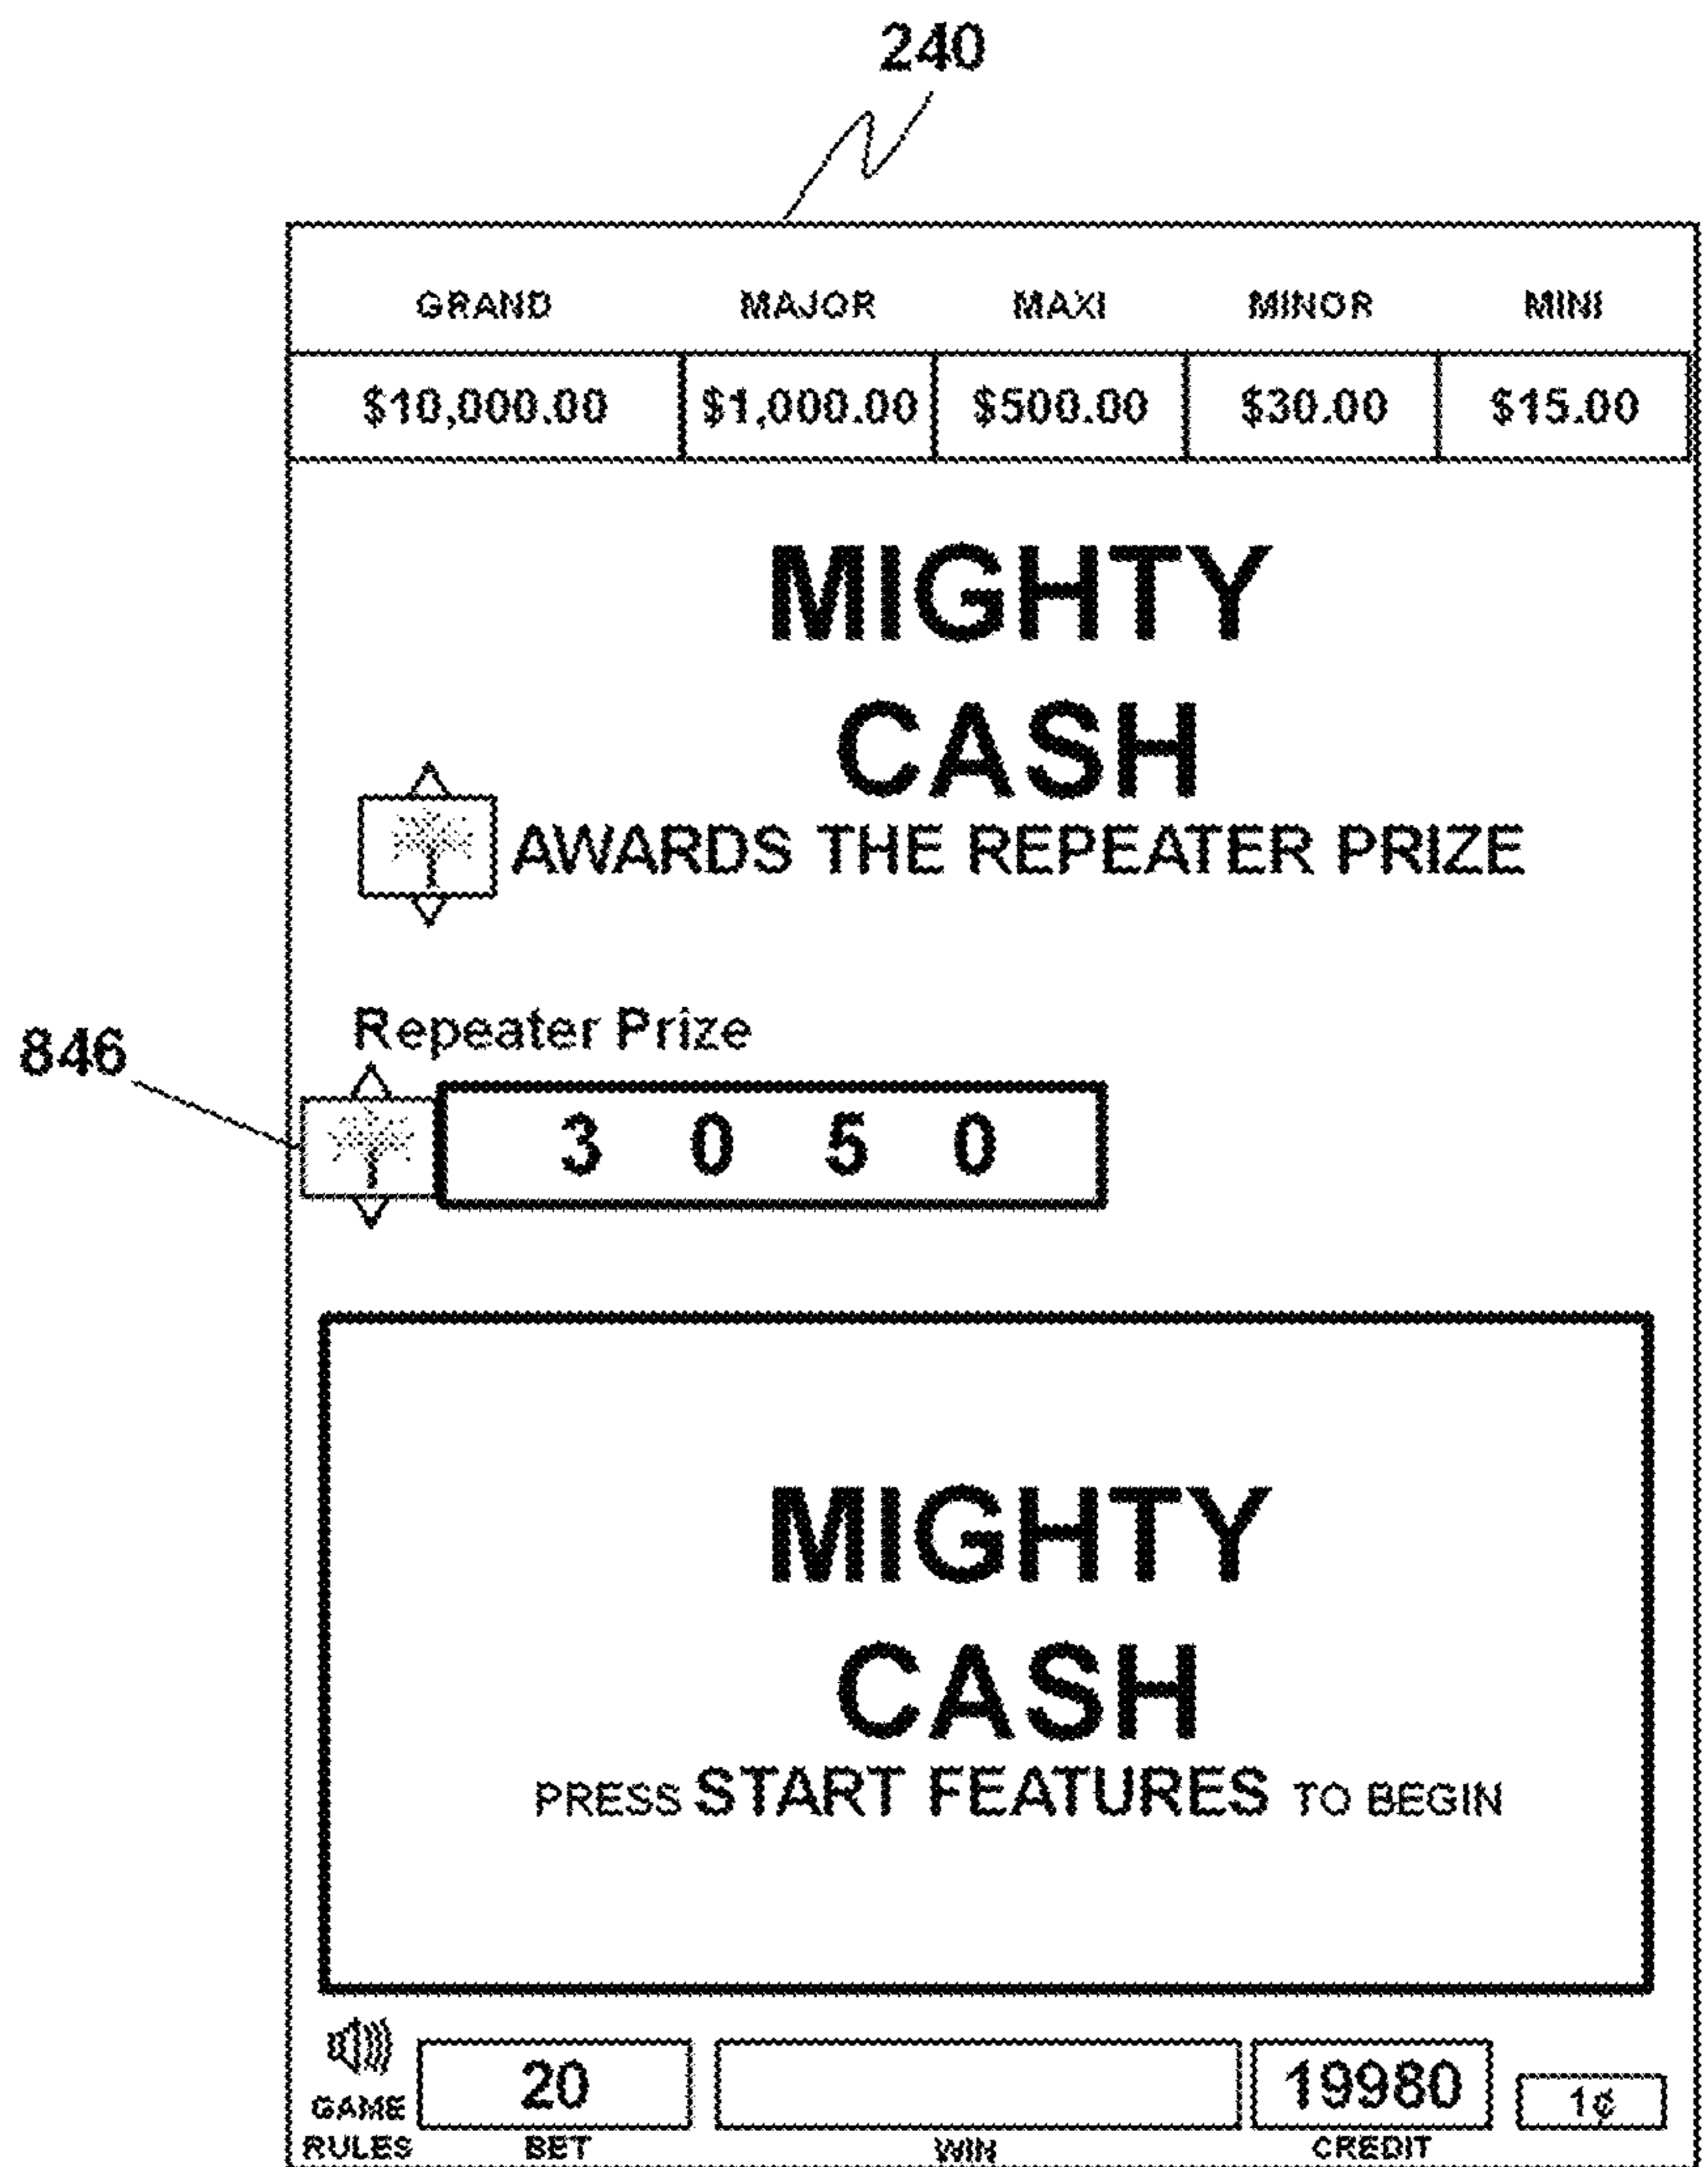 240
GRAND MAJOR MAXI MINOR MINI
$10,000.00 $1,000.00 $500.00 $30.00 $15.00
MIGHTY
CASH
AWARDS THE REPEATER PRIZE
Repeater Prize
846
3 0 5 0
MIGHTY
CASH
PRESS START FEATURES TO BEGIN
20 19980 1¢
GAME
RULES BET WIN CREDIT